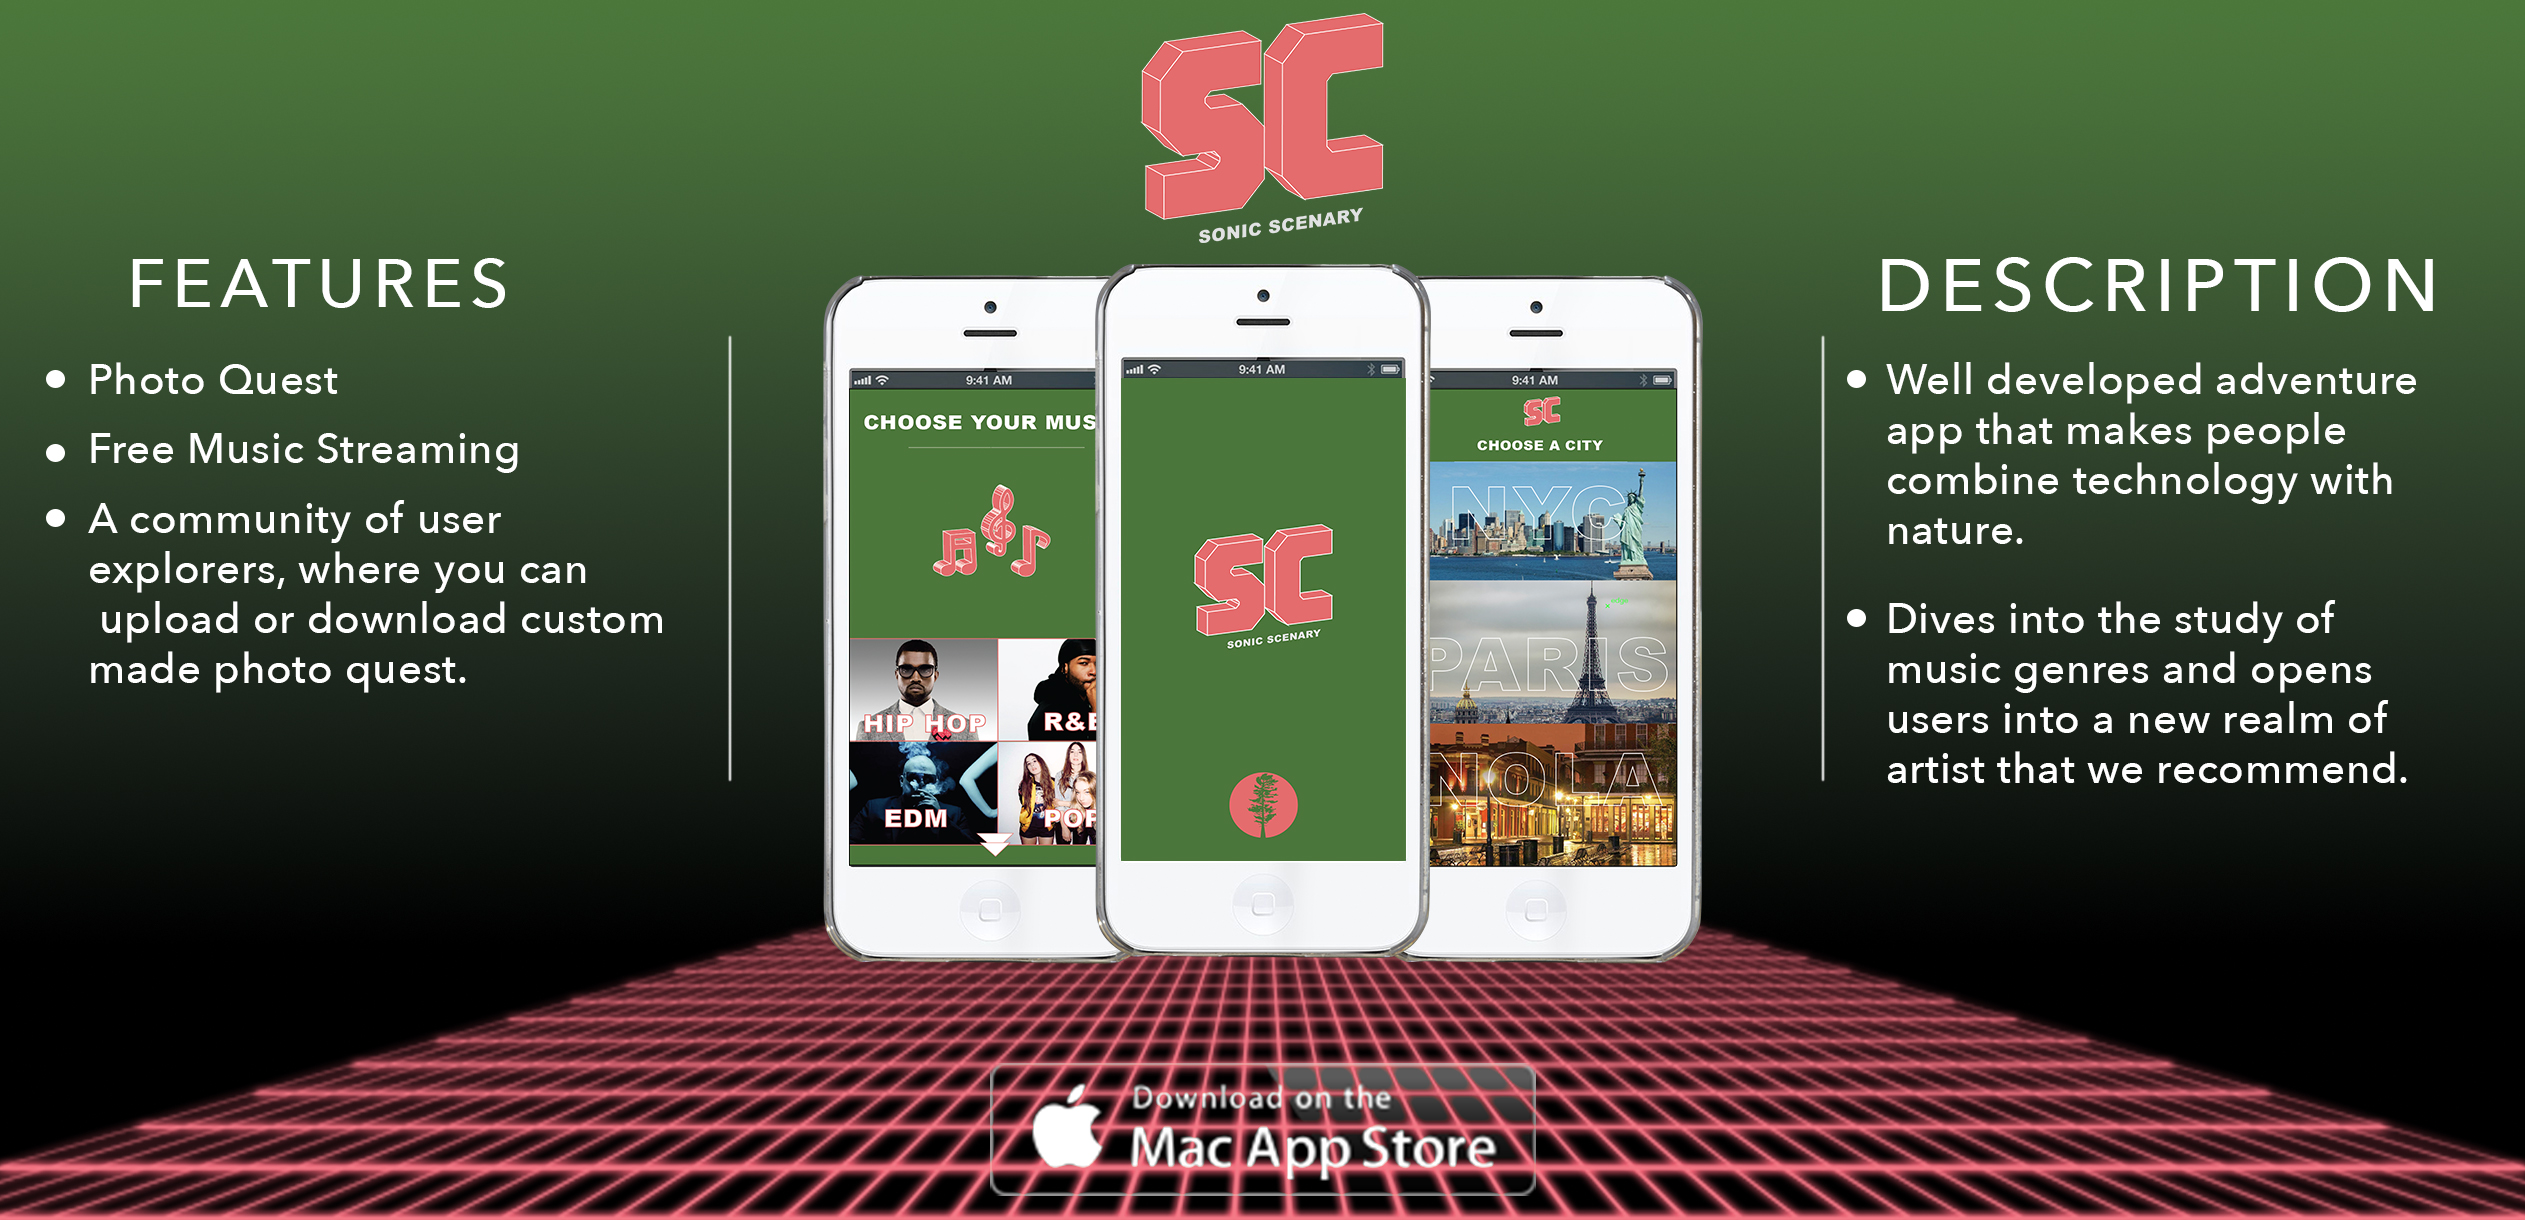 SC
SONIC SCENARY
FEATURES
Photo Quest
Free Music Streaming
A community of user
explorers, where you can
upload or download custom
made photo quest.
9:41 AM
CHOOSE YOUR MUS
HIP HOP
R&B
EDM
POP
9:41 AM
SC
SONIC SCENARY
9:41 AM
SC
CHOOSE A CITY
NYC
PARIS
NOLA
DESCRIPTION
Well developed adventure
app that makes people
combine technology with
nature.
Dives into the study of
music genres and opens
users into a new realm of
artist that we recommend.
Download on the
Mac App Store